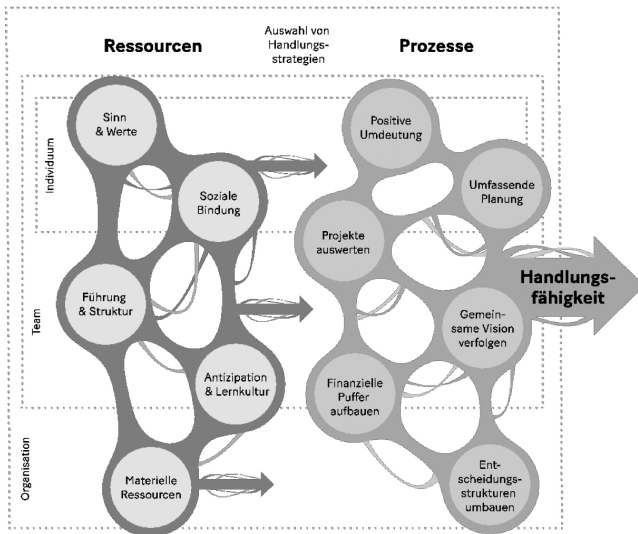 Ressourcen
Auswahl von
Handlungs-
strategien
Prozesse
Individuum
Team
Organisation
Sinn
& Werte
Soziale
Bindung
Führung
& Struktur
Antizipation
& Lernkultur
Materielle
Ressourcen
Positive
Umdeutung
Umfassende
Planung
Projekte
auswerten
Gemein-
same Vision
verfolgen
Finanzielle
Puffer
aufbauen
Ent-
scheidungs-
strukturen
umbauen
Handlungs-
fähigkeit